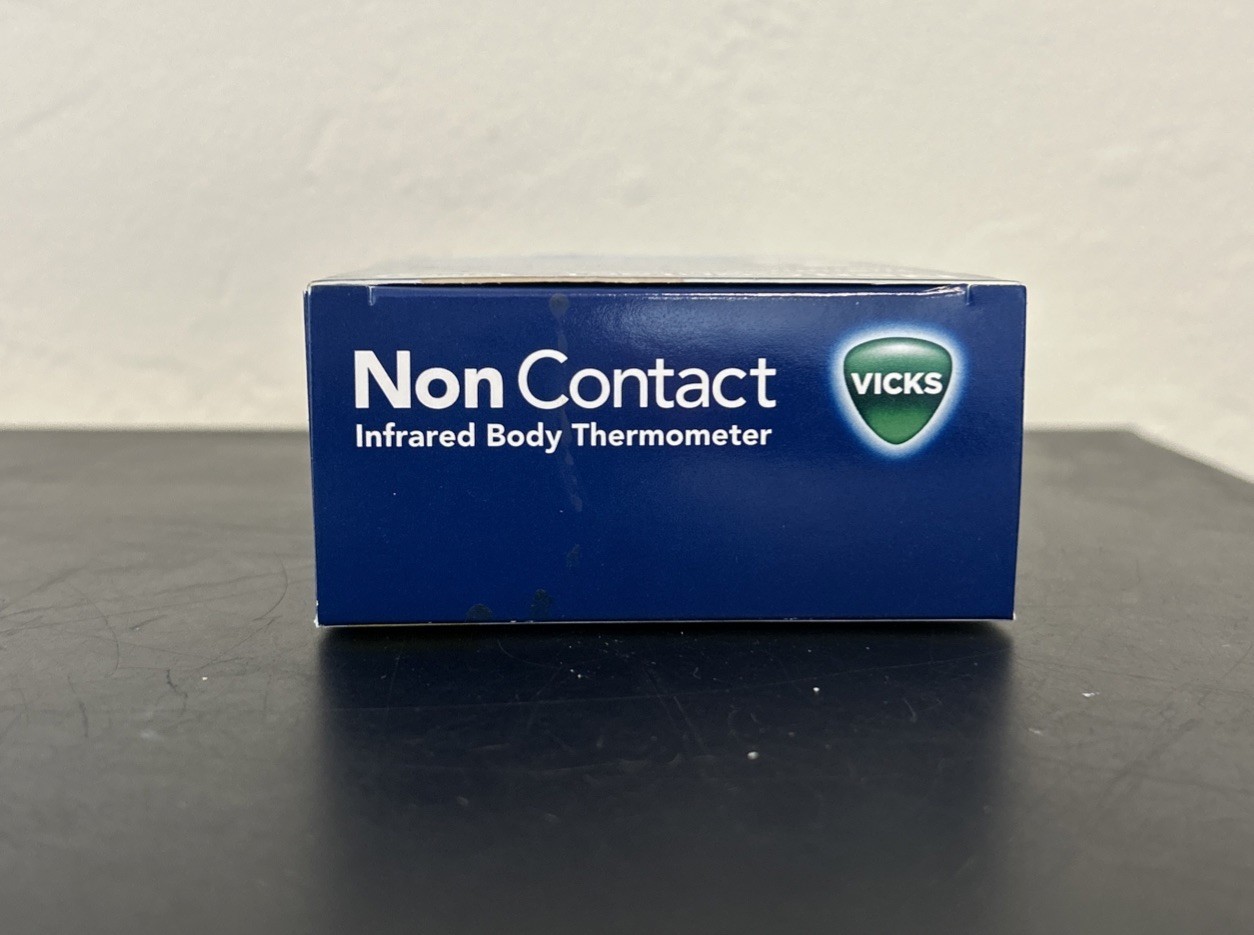 Non Contact
Infrared Body Thermometer
VICKS